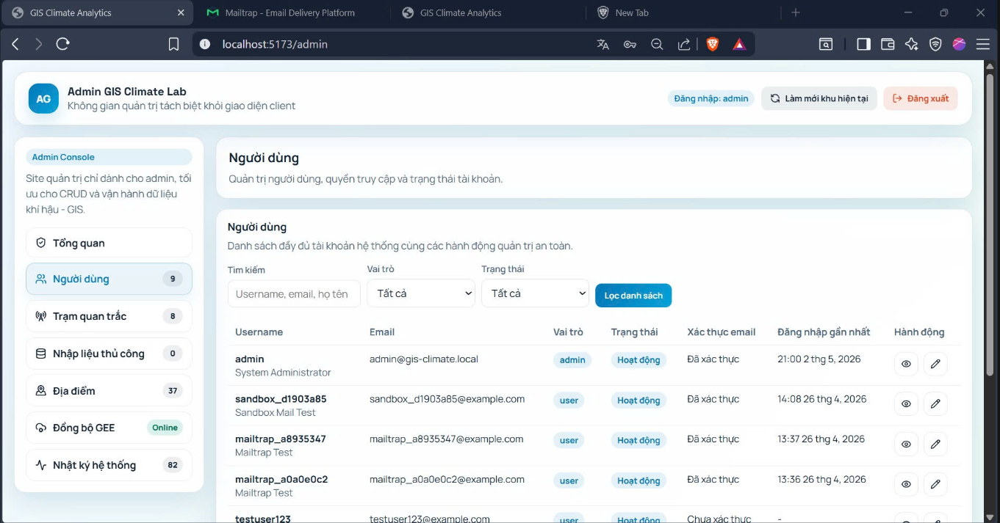 GIS Climate Analytics
Mailtrap - Email Delivery Platform
GIS Climate Analytics
New Tab
localhost:5173/admin
AG
Admin GIS Climate Lab
Không gian quản trị tách biệt khỏi giao diện client
Đăng nhập: admin
Làm mới khu hiện tại
Đăng xuất
Admin Console
Site quản trị chỉ dành cho admin, tối
ưu cho CRUD và vận hành dữ liệu
khí hậu - GIS.
Tổng quan
Người dùng 9
Trạm quan trắc 8
Nhập liệu thủ công 0
Địa điểm 37
Đồng bộ GEE Online
Nhật ký hệ thống 82
Người dùng
Quản trị người dùng, quyền truy cập và trạng thái tài khoản.
Người dùng
Danh sách đầy đủ tài khoản hệ thống cùng các hành động quản trị an toàn.
Tìm kiếm Vai trò Trạng thái
Username, email, họ tên Tất cả Tất cả Lọc danh sách
Username Email Vai trò Trạng thái Xác thực email Đăng nhập gần nhất Hành động
admin admin@gis-climate.local admin Hoạt động Đã xác thực 21:00 2 thg 5, 2026
System Administrator
sandbox_d1903a85 sandbox_d1903a85@example.com user Hoạt động Đã xác thực 14:08 26 thg 4, 2026
Sandbox Mail Test
mailtrap_a8935347 mailtrap_a8935347@example.com user Hoạt động Đã xác thực 13:37 26 thg 4, 2026
Mailtrap Test
mailtrap_a0a0e0c2 mailtrap_a0a0e0c2@example.com user Hoạt động Đã xác thực 13:36 26 thg 4, 2026
Mailtrap Test
testuser123 testuser123@example.com user Hoạt động Chưa xác thực -